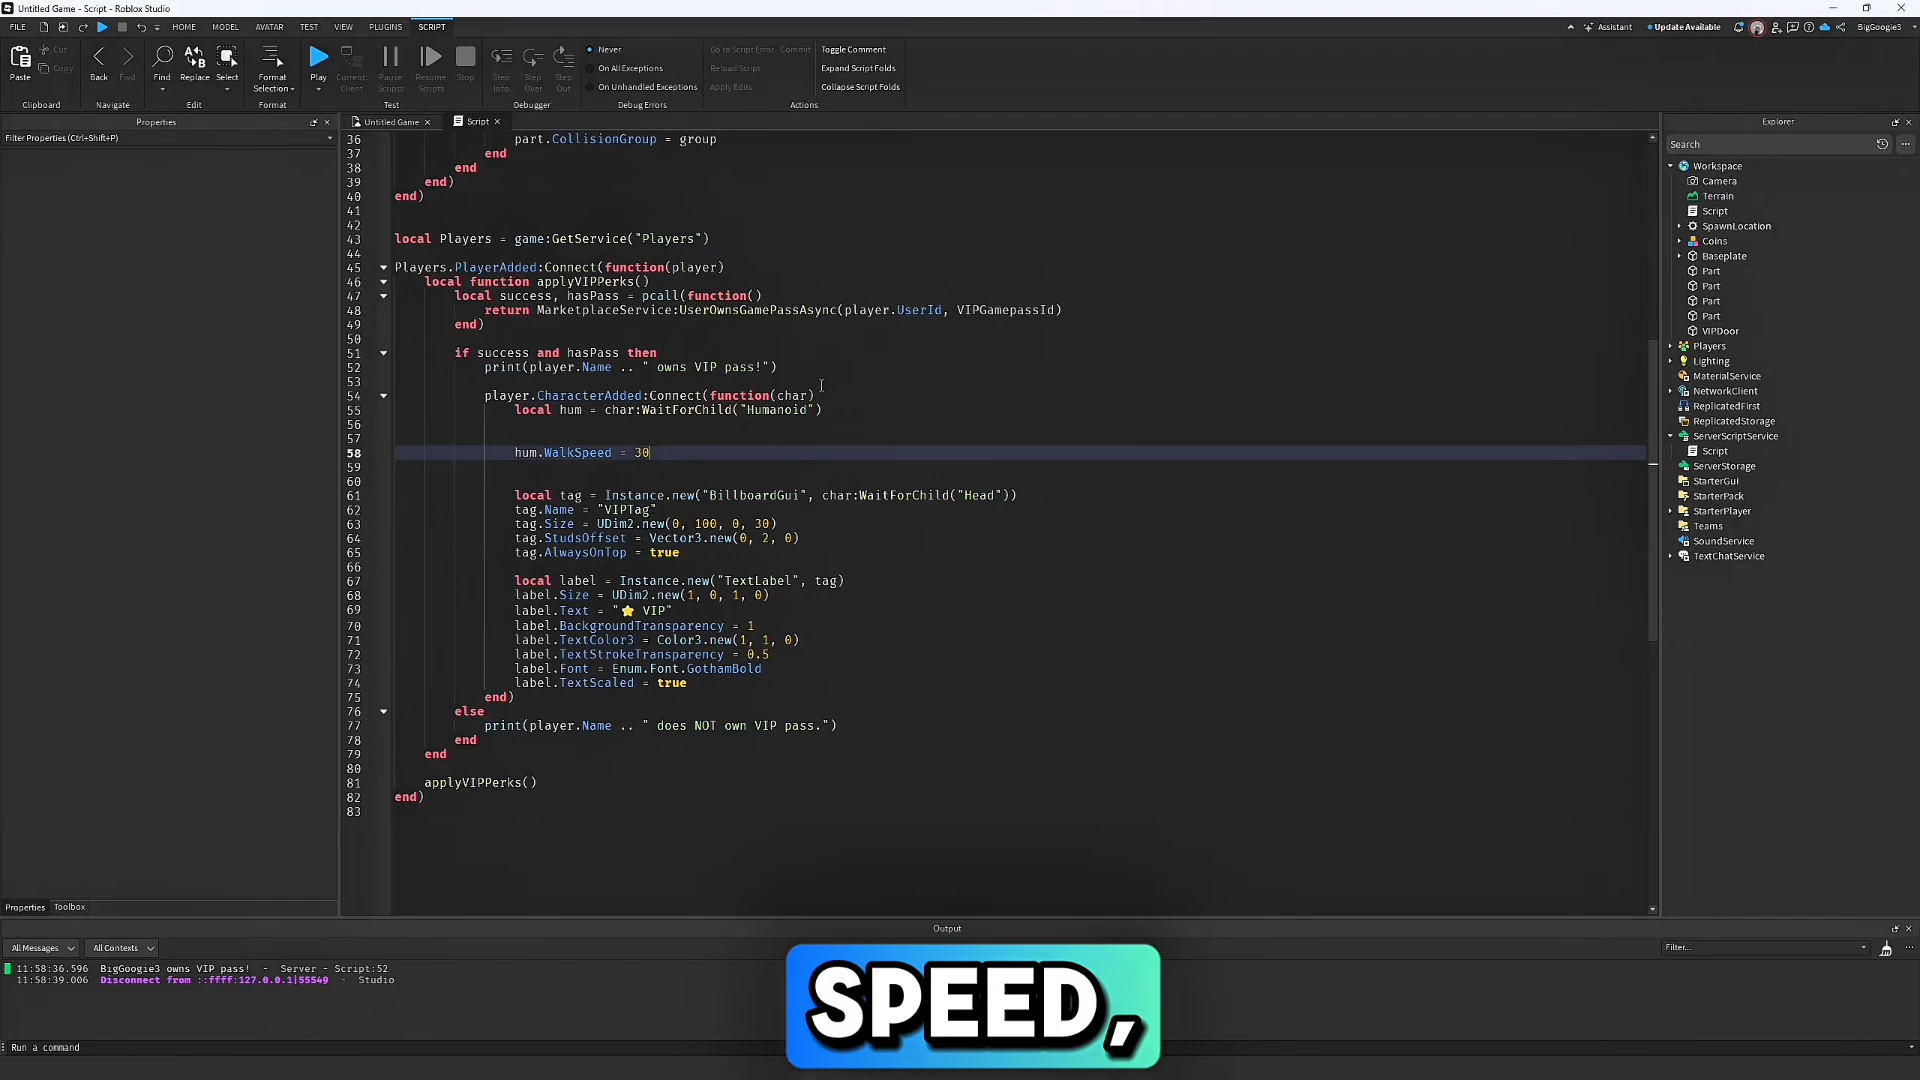 Untitled Game - Script - Roblox Studio
FILE HOME MODEL AVATAR TEST VIEW PLUGINS SCRIPT Assistant Update Available BigGoogie3
Paste Cut Copy Back Fwd Find Replace Select Format Selection Play Current: Client Pause Scripts Resume Scripts Stop Step Into Step Over Step Out
Never
On All Exceptions
On Unhandled Exceptions
Go to Script Error Commit
Reload Script
Apply Edits
Toggle Comment
Expand Script Folds
Collapse Script Folds
Clipboard Navigate Edit Format Test Debugger Debug Errors Actions
Properties
Filter Properties (Ctrl+Shift+P)
Untitled Game × Script ×
36 part.CollisionGroup = group
37 end
38 end
39 end)
40 end)
41
42
43 local Players = game:GetService("Players")
44
45 Players.PlayerAdded:Connect(function(player)
46 local function applyVIPPerks()
47 local success, hasPass = pcall(function()
48 return MarketplaceService:UserOwnsGamePassAsync(player.UserId, VIPGamepassId)
49 end)
50
51 if success and hasPass then
52 print(player.Name .. " owns VIP pass!")
53
54 player.CharacterAdded:Connect(function(char)
55 local hum = char:WaitForChild("Humanoid")
56
57
58 hum.WalkSpeed = 30
59
60
61 local tag = Instance.new("BillboardGui", char:WaitForChild("Head"))
62 tag.Name = "VIPTag"
63 tag.Size = UDim2.new(0, 100, 0, 30)
64 tag.StudsOffset = Vector3.new(0, 2, 0)
65 tag.AlwaysOnTop = true
66
67 local label = Instance.new("TextLabel", tag)
68 label.Size = UDim2.new(1, 0, 1, 0)
69 label.Text = "⭐ VIP"
70 label.BackgroundTransparency = 1
71 label.TextColor3 = Color3.new(1, 1, 0)
72 label.TextStrokeTransparency = 0.5
73 label.Font = Enum.Font.GothamBold
74 label.TextScaled = true
75 end)
76 else
77 print(player.Name .. " does NOT own VIP pass.")
78 end
79 end
80
81 applyVIPPerks()
82 end)
83
Explorer
Search
Workspace
Camera
Terrain
Script
SpawnLocation
Coins
Baseplate
Part
Part
Part
Part
VIPDoor
Players
Lighting
MaterialService
NetworkClient
ReplicatedFirst
ReplicatedStorage
ServerScriptService
Script
ServerStorage
StarterGui
StarterPack
StarterPlayer
Teams
SoundService
TextChatService
Properties Toolbox
Output
All Messages All Contexts Filter...
11:58:36.596 BigGoogie3 owns VIP pass! - Server - Script:52
11:58:39.006 Disconnect from ::ffff:127.0.0.1|55549 - Studio
SPEED,
Run a command